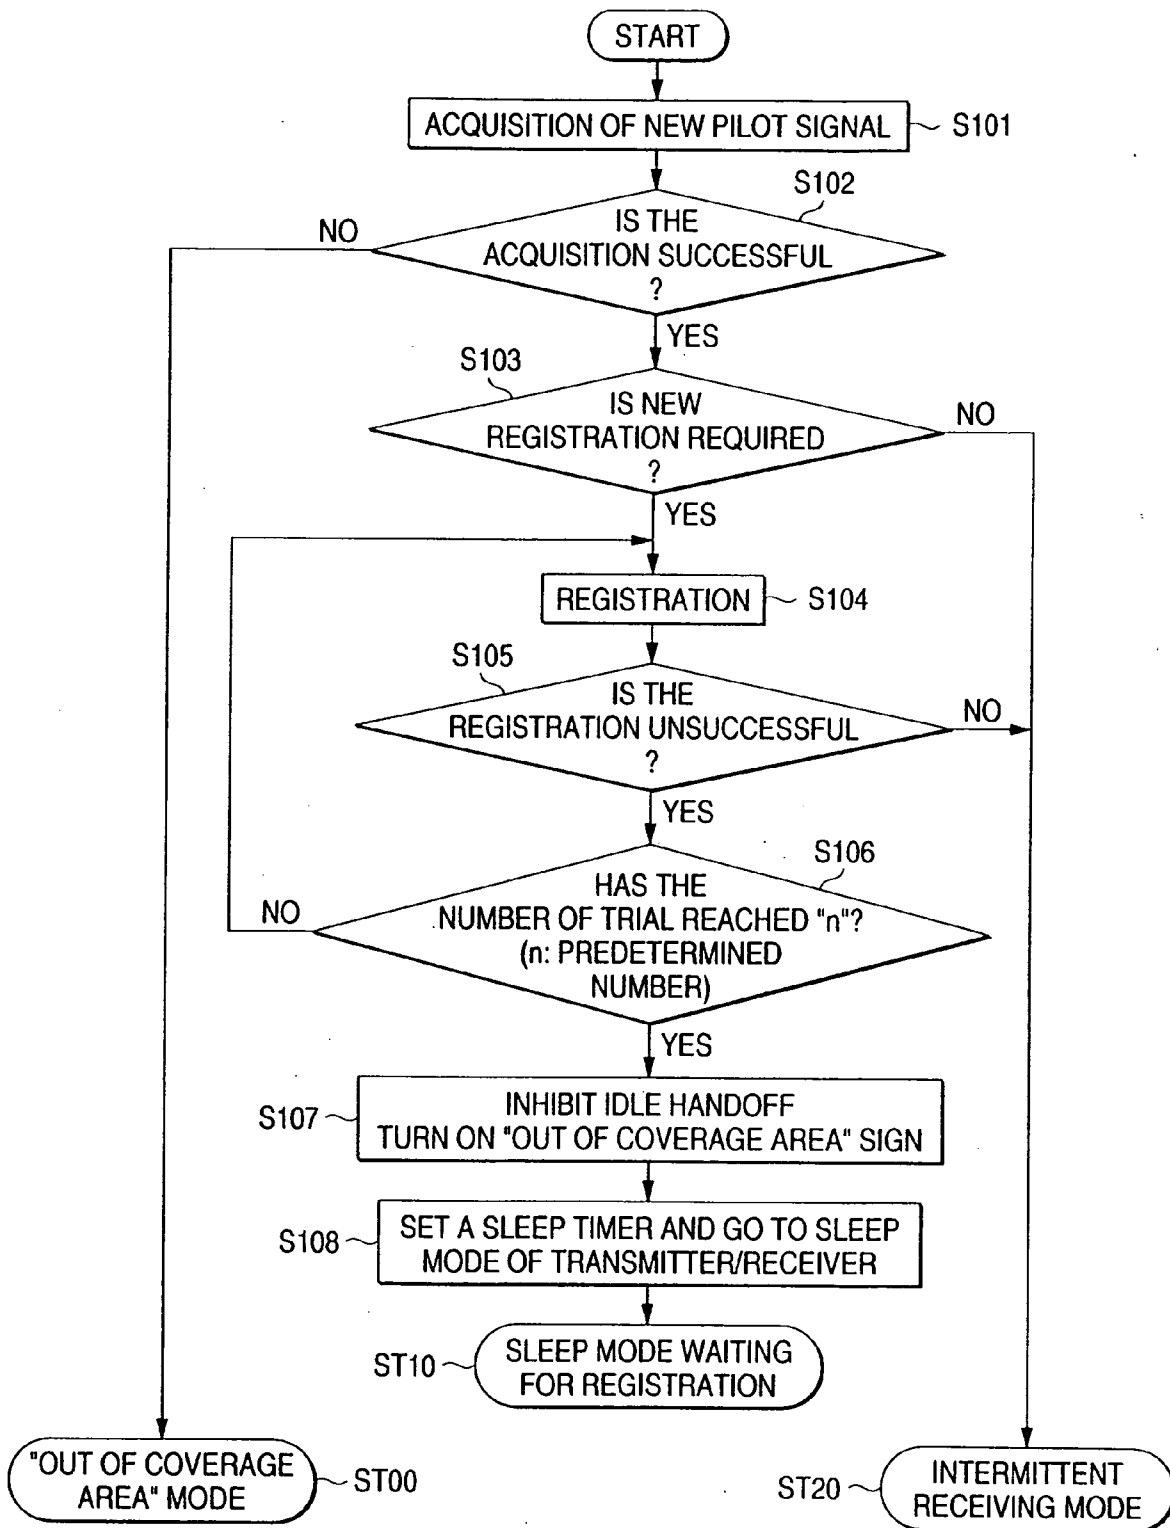 START
ACQUISITION OF NEW PILOT SIGNAL
S101
S102
IS THE
ACQUISITION SUCCESSFUL
?
NO
YES
S103
IS NEW
REGISTRATION REQUIRED
?
NO
YES
REGISTRATION
S104
S105
IS THE
REGISTRATION UNSUCCESSFUL
?
NO
YES
S106
HAS THE
NUMBER OF TRIAL REACHED "n"?
(n: PREDETERMINED
NUMBER)
NO
YES
S107
INHIBIT IDLE HANDOFF
TURN ON "OUT OF COVERAGE AREA" SIGN
S108
SET A SLEEP TIMER AND GO TO SLEEP
MODE OF TRANSMITTER/RECEIVER
ST10
SLEEP MODE WAITING
FOR REGISTRATION
"OUT OF COVERAGE
AREA" MODE
ST00
ST20
INTERMITTENT
RECEIVING MODE